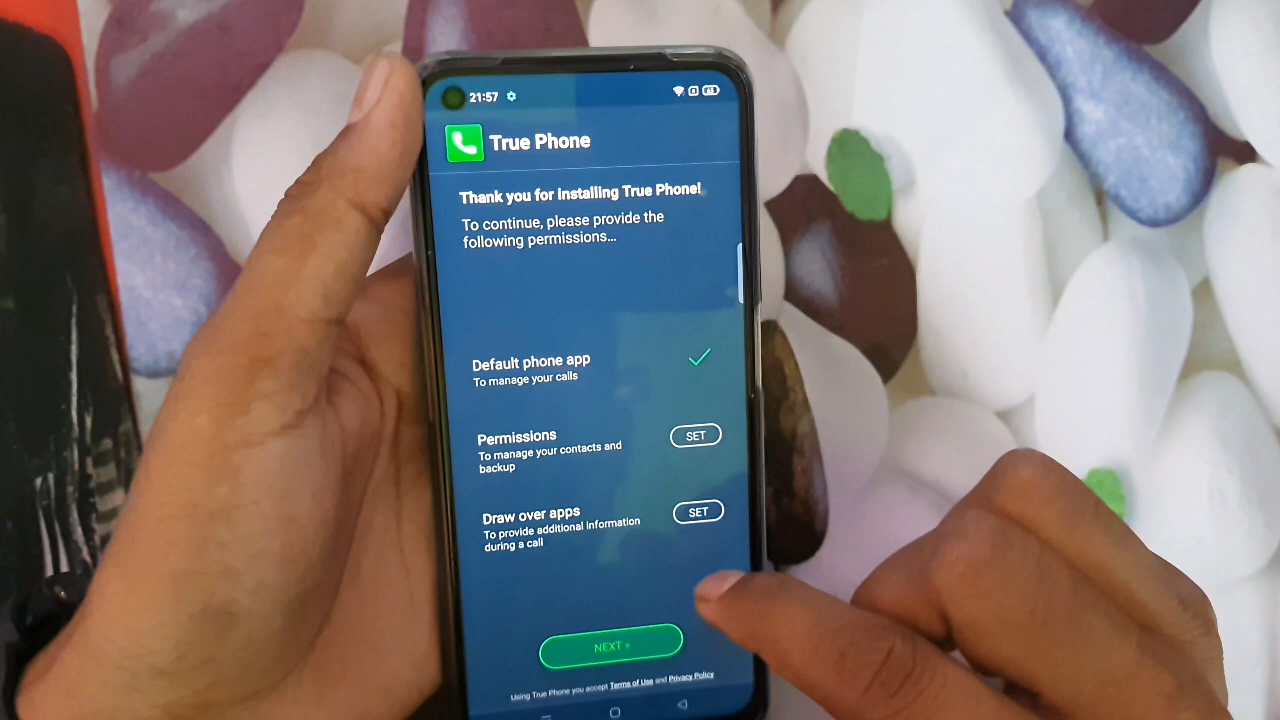 21:57
True Phone
Thank you for Installing True Phone!
To continue, please provide the
following permissions...
Default phone app
To manage your calls
Permissions
To manage your contacts and
backup
SET
Draw over apps
To provide additional information
during a call
SET
NEXT »
Using True Phone you accept Terms of Use and Privacy Policy